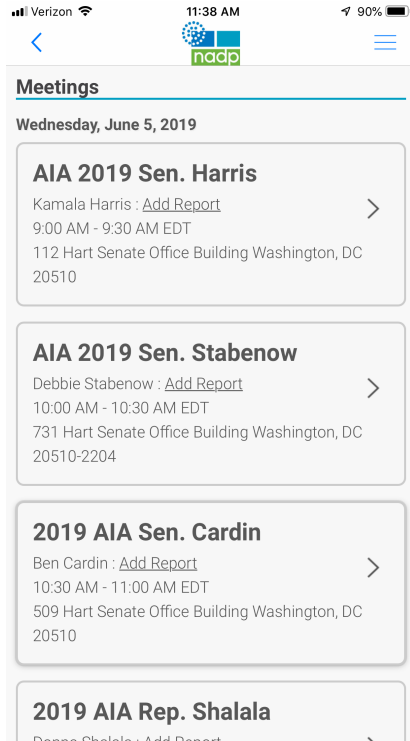 Verizon 11:38 AM 90%
nadp
Meetings
Wednesday, June 5, 2019
AIA 2019 Sen. Harris
Kamala Harris : Add Report
9:00 AM - 9:30 AM EDT
112 Hart Senate Office Building Washington, DC
20510
AIA 2019 Sen. Stabenow
Debbie Stabenow : Add Report
10:00 AM - 10:30 AM EDT
731 Hart Senate Office Building Washington, DC
20510-2204
2019 AIA Sen. Cardin
Ben Cardin : Add Report
10:30 AM - 11:00 AM EDT
509 Hart Senate Office Building Washington, DC
20510
2019 AIA Rep. Shalala
Donna Shalala : Add Report